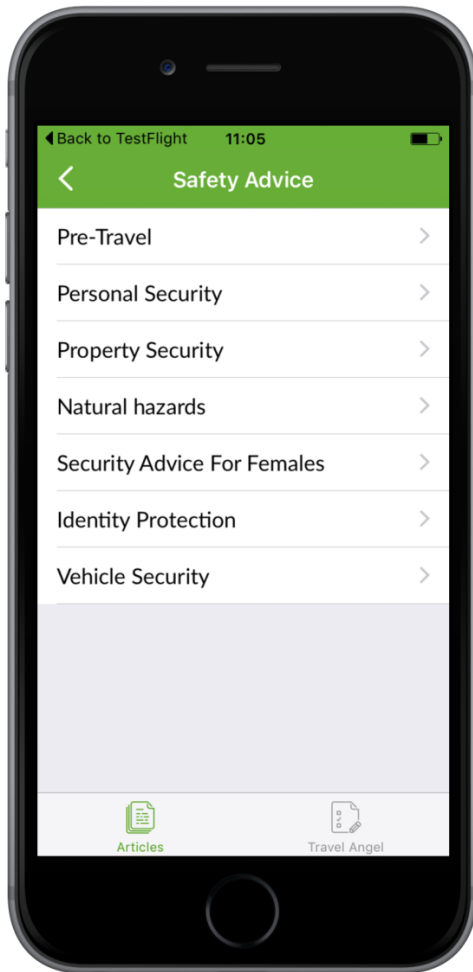 Back to TestFlight 11:05
Safety Advice
Pre-Travel
Personal Security
Property Security
Natural hazards
Security Advice For Females
Identity Protection
Vehicle Security
Articles Travel Angel